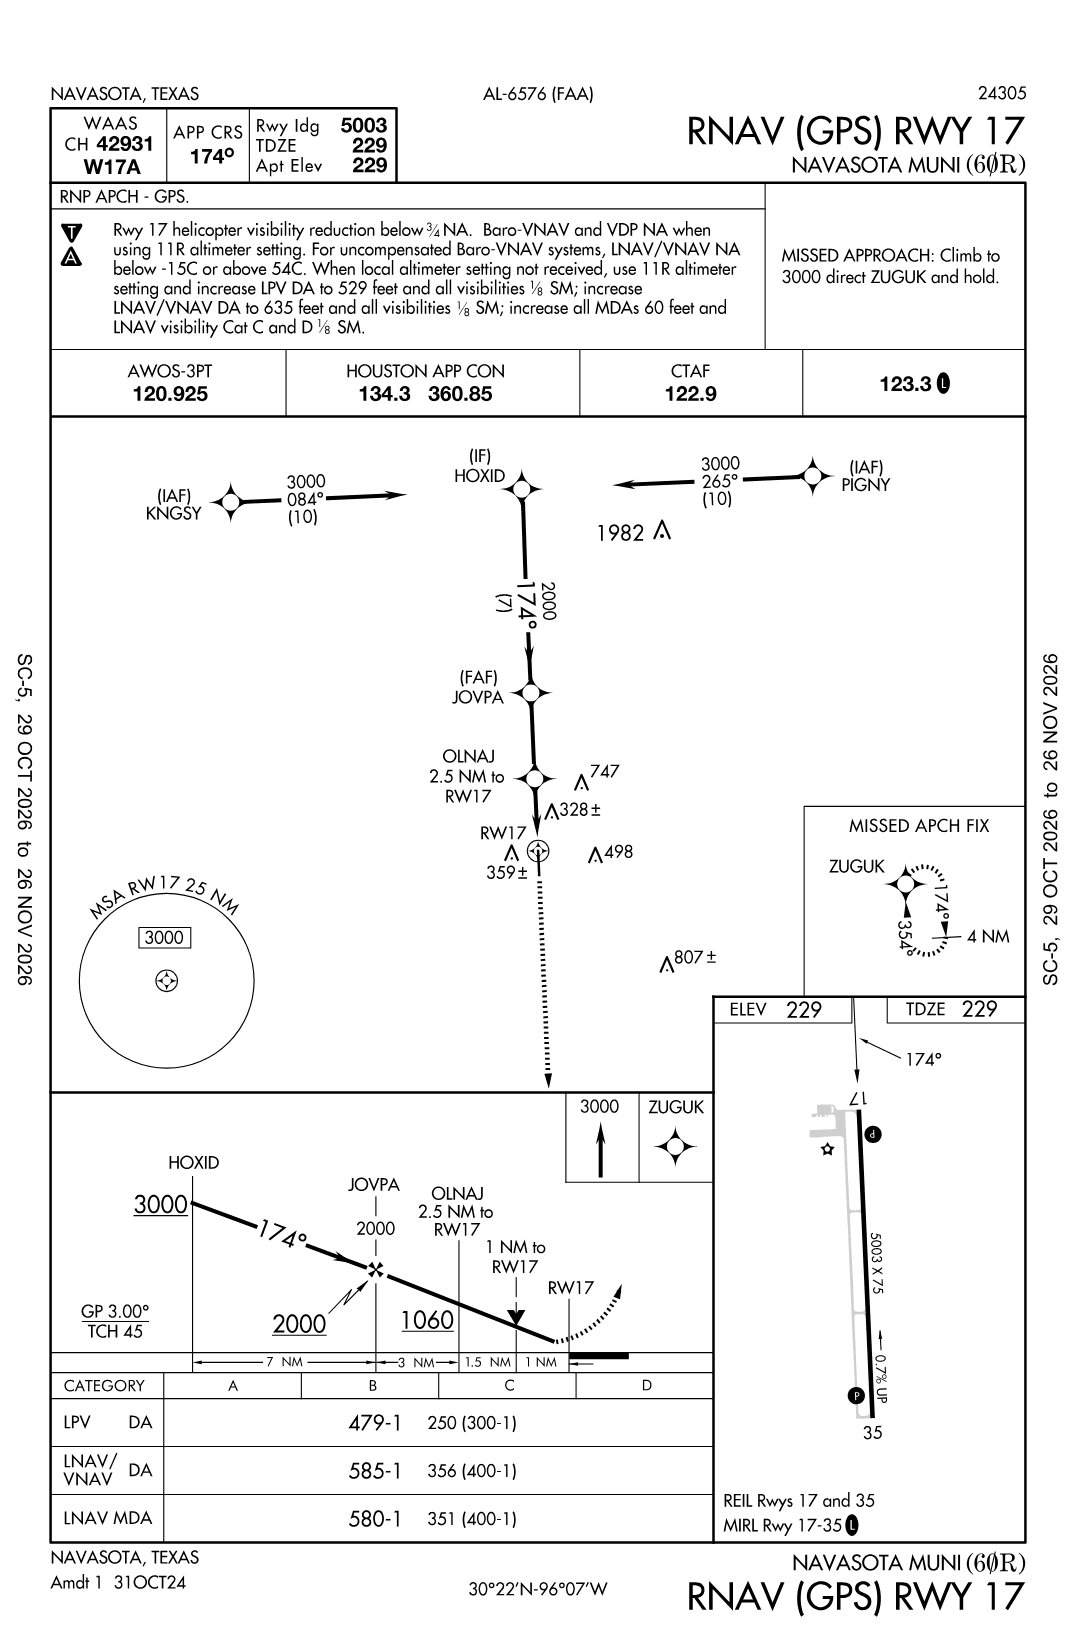 NAVASOTA, TEXAS
AL-6576 (FAA)
24305
WAAS
CH 42931
W17A
APP CRS
174°
Rwy Idg 5003
TDZE 229
Apt Elev 229
RNAV (GPS) RWY 17
NAVASOTA MUNI (6ØR)
RNP APCH - GPS.
T
A
Rwy 17 helicopter visibility reduction below ¾ NA. Baro-VNAV and VDP NA when
using 11R altimeter setting. For uncompensated Baro-VNAV systems, LNAV/VNAV NA
below -15C or above 54C. When local altimeter setting not received, use 11R altimeter
setting and increase LPV DA to 529 feet and all visibilities ⅛ SM; increase
LNAV/VNAV DA to 635 feet and all visibilities ⅛ SM; increase all MDAs 60 feet and
LNAV visibility Cat C and D ⅛ SM.
MISSED APPROACH: Climb to
3000 direct ZUGUK and hold.
AWOS-3PT
120.925
HOUSTON APP CON
134.3 360.85
CTAF
122.9
123.3 L
(IAF)
KNGSY
3000
084°
(10)
(IF)
HOXID
3000
265°
(10)
(IAF)
PIGNY
1982
2000
174°
(7)
(FAF)
JOVPA
OLNAJ
2.5 NM to
RW17
747
328±
RW17
359±
498
807±
MSA RW17 25 NM
3000
MISSED APCH FIX
ZUGUK
174°
354°
4 NM
SC-5, 29 OCT 2026 to 26 NOV 2026
SC-5, 29 OCT 2026 to 26 NOV 2026
ELEV 229
TDZE 229
174°
17
P
5003 X 75
0.7% UP
P
35
REIL Rwys 17 and 35
MIRL Rwy 17-35 L
3000
ZUGUK
HOXID
3000
174°
JOVPA
2000
2000
OLNAJ
2.5 NM to
RW17
1060
1 NM to
RW17
RW17
GP 3.00°
TCH 45
7 NM
3 NM
1.5 NM
1 NM
CATEGORY A B C D
LPV DA 479-1 250 (300-1)
LNAV/
VNAV DA 585-1 356 (400-1)
LNAV MDA 580-1 351 (400-1)
NAVASOTA, TEXAS
Amdt 1 31OCT24
30°22'N-96°07'W
NAVASOTA MUNI (6ØR)
RNAV (GPS) RWY 17